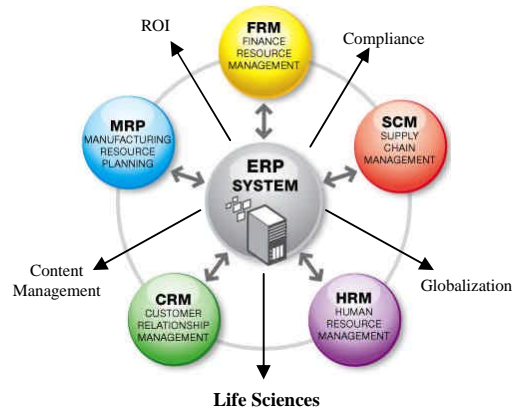 ROI
FRM
FINANCE
RESOURCE
MANAGEMENT
Compliance
MRP
MANUFACTURING
RESOURCE
PLANNING
SCM
SUPPLY
CHAIN
MANAGEMENT
ERP
SYSTEM
Content
Management
Globalization
CRM
CUSTOMER
RELATIONSHIP
MANAGEMENT
HRM
HUMAN
RESOURCE
MANAGEMENT
Life Sciences